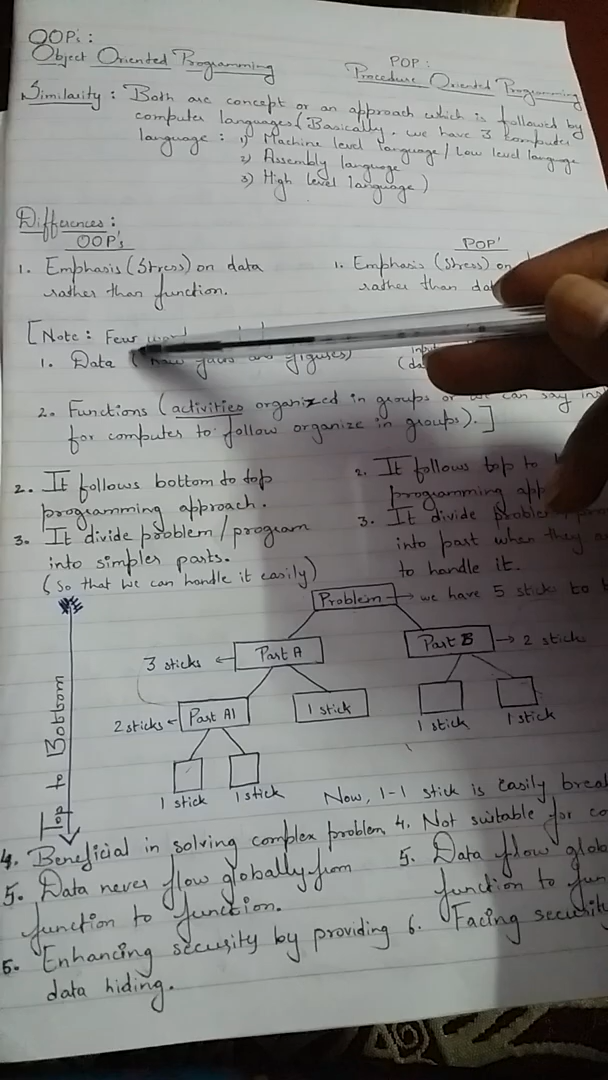 OOP's:
Object Oriented Programming
POP:
Procedure Oriented Programming
Similarity: Both are concept or an approach which is followed by
computer languages (Basically, we have 3 computer
language: 1) Machine level language / Low level language
2) Assembly language
3) High level language)
Differences:
OOP's
1. Emphasis (Stress) on data
rather than function.
POP'
1. Emphasis (Stress) on
rather than dat
[Note: Few
1. Data (
2. Functions (activities organized in groups or we can say
for computer to follow organize in groups).]
2. It follows bottom to top
programming approach.
3. It divide problem/program
into simpler parts.
(So that we can handle it easily)
2. It follows top to
programming app
3. It divide
into part when they
to handle it.
Problem → we have 5 sticks to
3 sticks ← Part A
Part B → 2 sticks
2 sticks ← Part A1
1 stick
1 stick
1 stick
1 stick
1 stick
Top to Bottom
Now, 1-1 stick is easily break
4. Beneficial in solving complex problem
5. Data never flow globally from
function to function.
6. Enhancing security by providing
data hiding.
4. Not suitable for co
5. Data flow glob
function to fun
6. Facing security